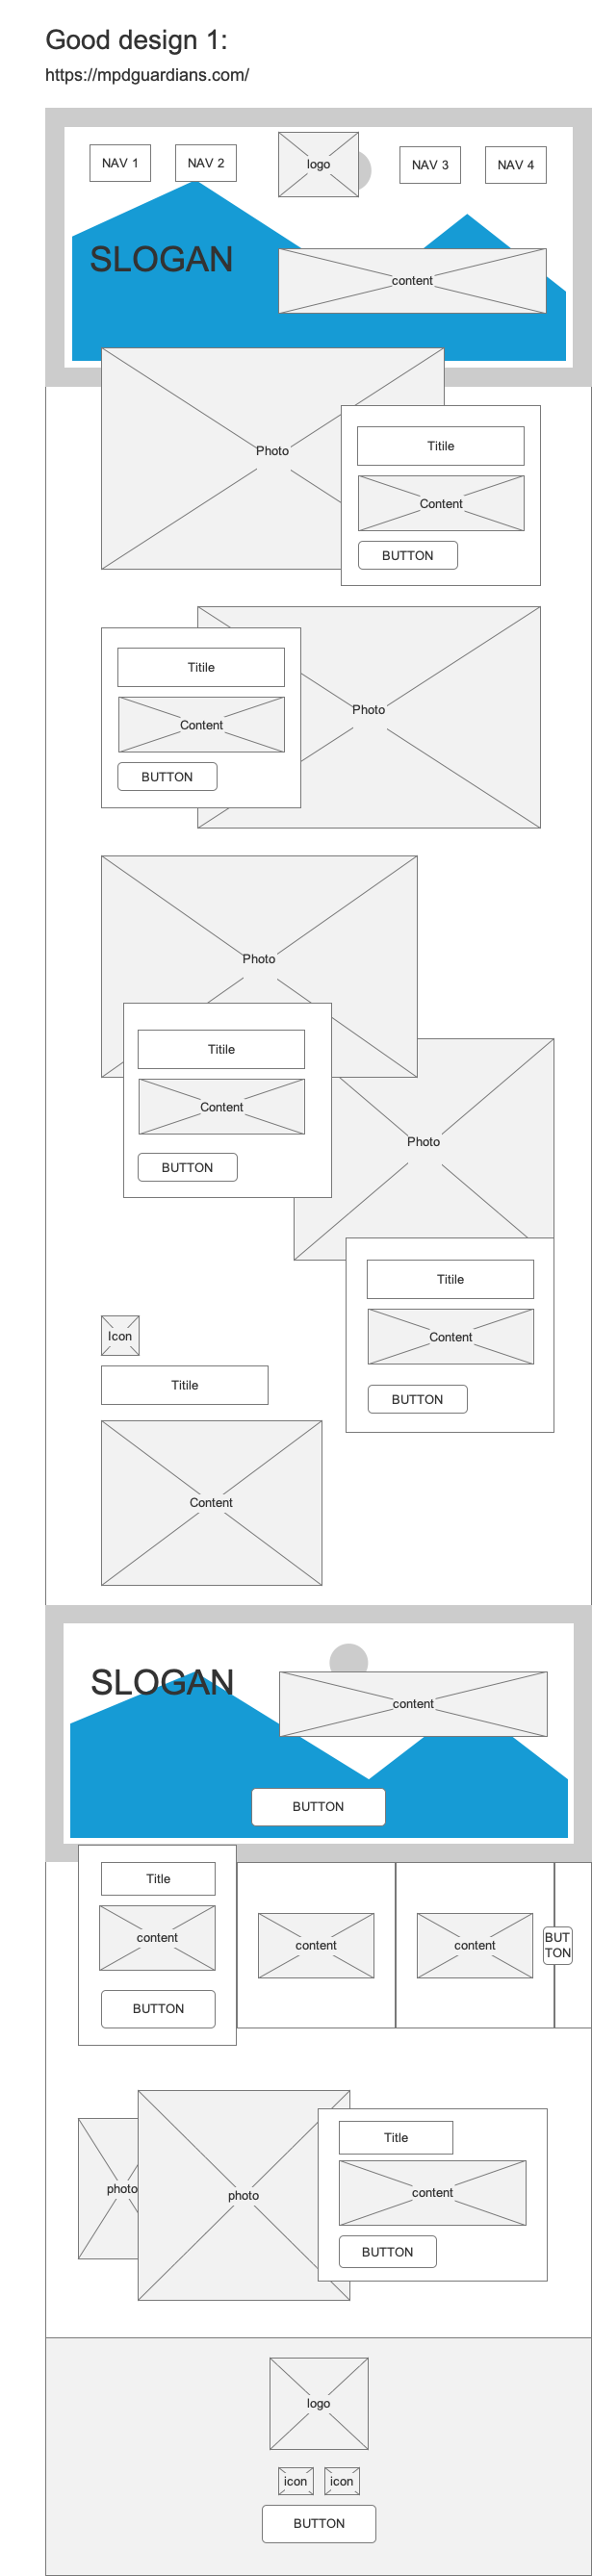 Good design 1:
https://mpdguardians.com/
NAV 1
NAV 2
logo
NAV 3
NAV 4
SLOGAN
content
Photo
Titile
Content
BUTTON
Titile
Content
BUTTON
Photo
Photo
Titile
Content
BUTTON
Photo
Titile
Content
BUTTON
Icon
Titile
Content
SLOGAN
content
BUTTON
Title
content
BUTTON
content
content
BUT
TON
photo
photo
Title
content
BUTTON
logo
icon
icon
BUTTON